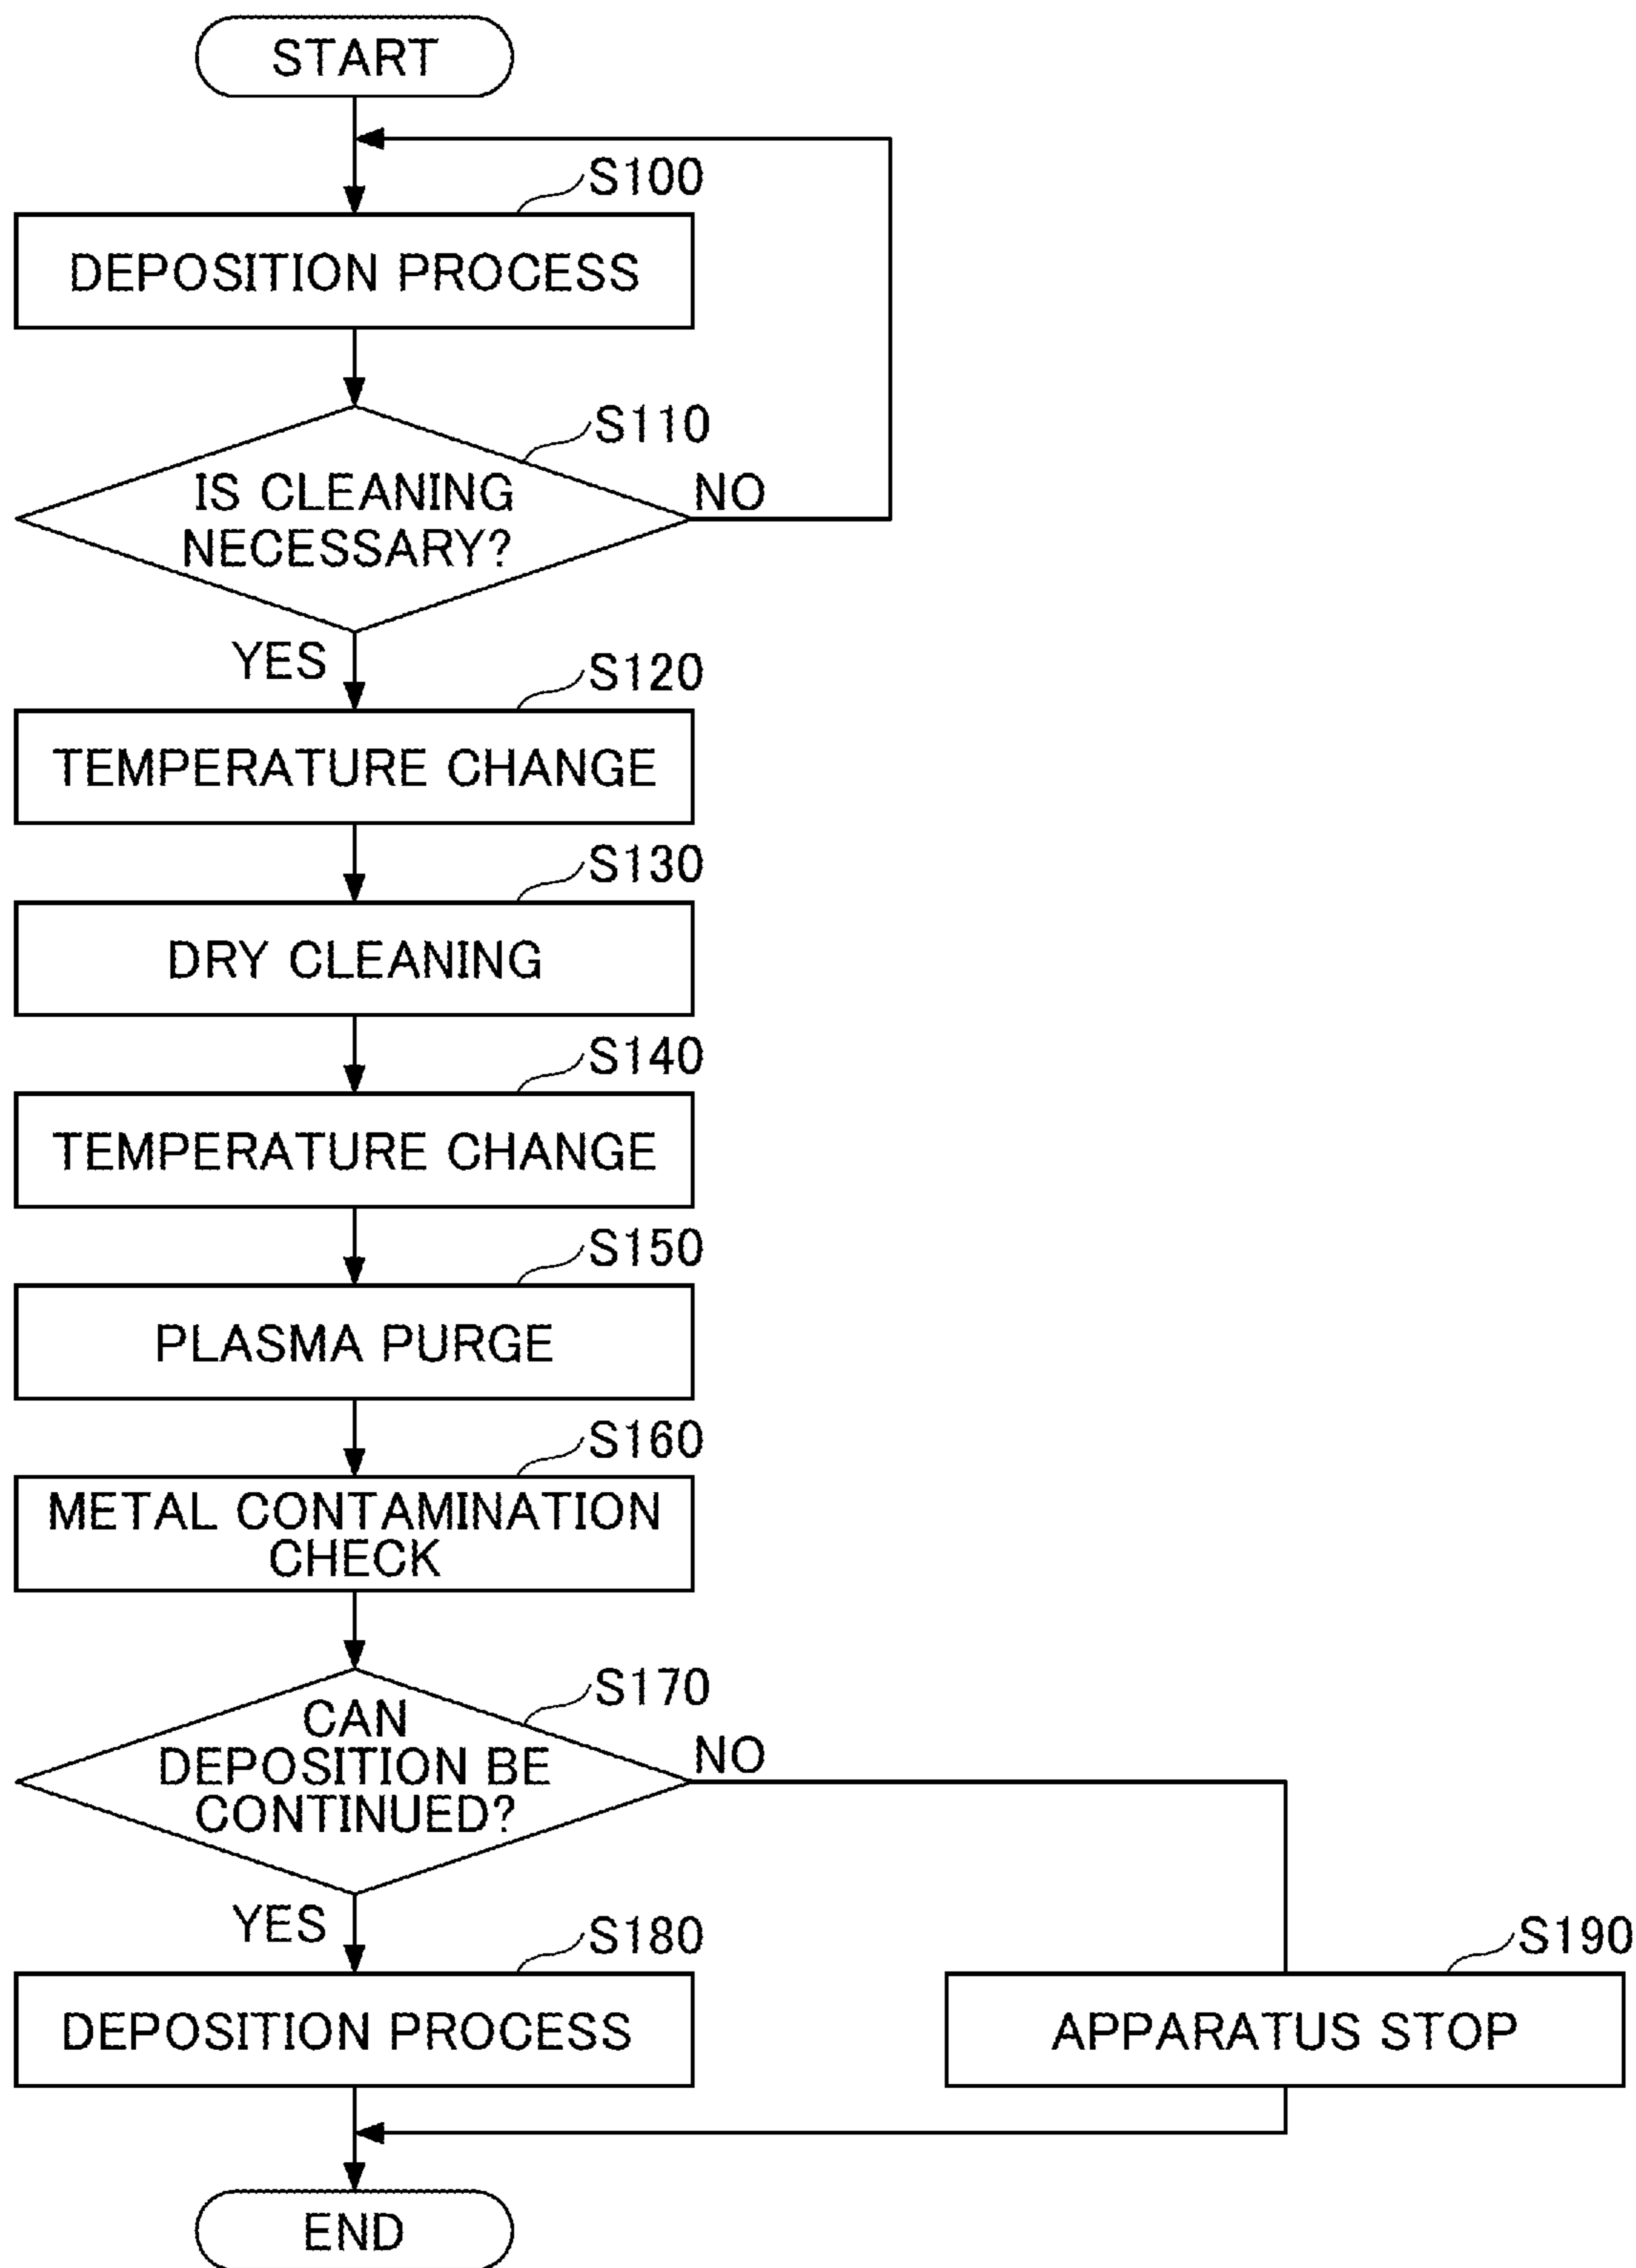 START
S100
DEPOSITION PROCESS
S110
IS CLEANING
NECESSARY?
NO
YES
S120
TEMPERATURE CHANGE
S130
DRY CLEANING
S140
TEMPERATURE CHANGE
S150
PLASMA PURGE
S160
METAL CONTAMINATION
CHECK
S170
CAN
DEPOSITION BE
CONTINUED?
NO
YES
S180
DEPOSITION PROCESS
S190
APPARATUS STOP
END